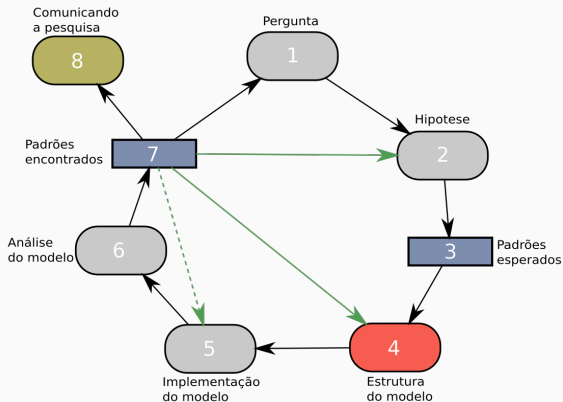 Comunicando
a pesquisa
8
Pergunta
1
Hipotese
2
Padrões
encontrados
7
Padrões
esperados
3
Análise
do modelo
6
Implementação
do modelo
5
Estrutura
do modelo
4